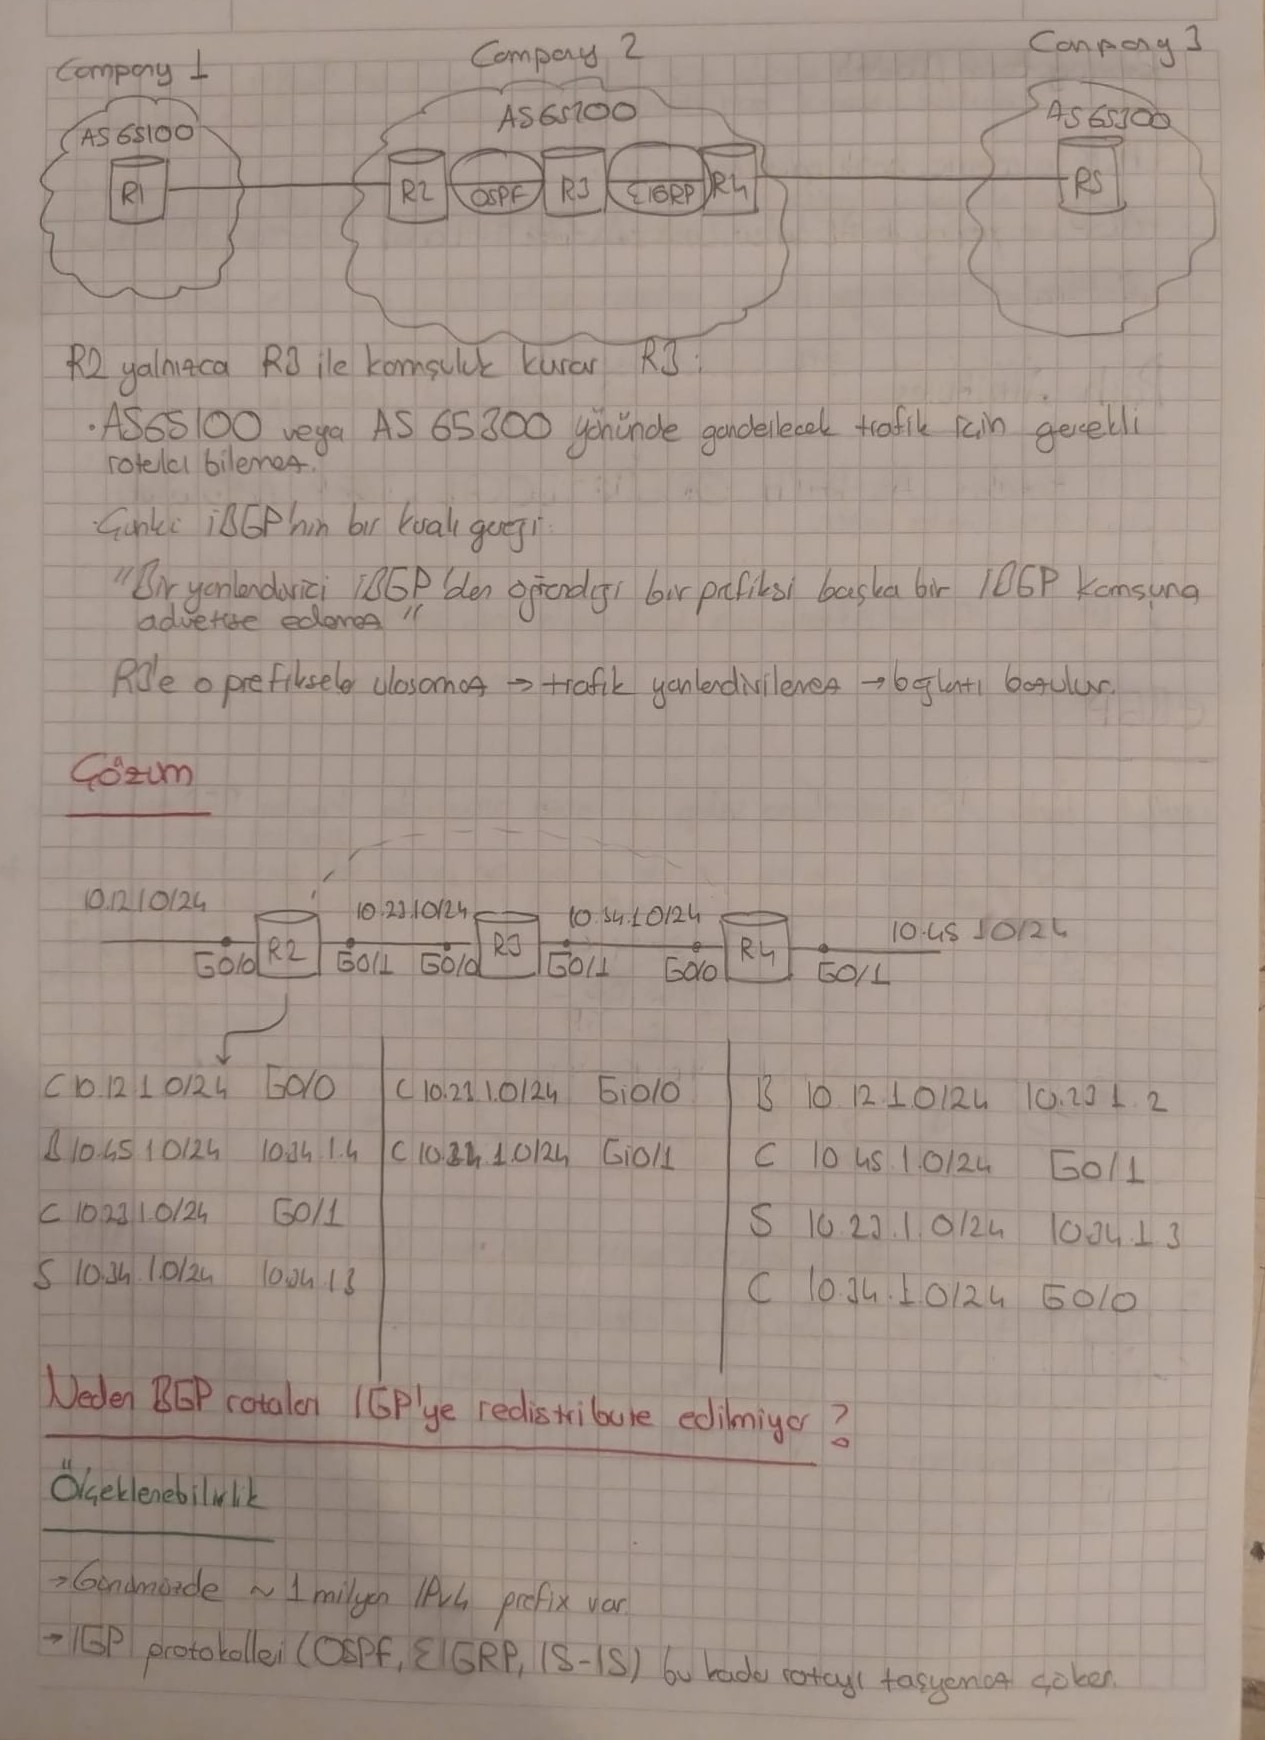 Company 1
Company 2
Company 3
AS 65100
AS 65200
AS 65300
R1
R2
OSPF
R3
EIGRP
R4
R5
R2 yalnızca R3 ile komşuluk kurar R3:
·AS65100 veya AS 65300 yönünde gönderilecek trafik için gerekli
rotaları bilemez.
·Çünkü iBGP'nin bir kuralı gereği:
"Bir yönlendirici iBGP'den öğrendiği bir prefiksi başka bir iBGP komşuna
advertise edemez"
R3'e o prefiksler ulaşamaz → trafik yönlendirilemez → bağlantı bozulur.
Çözüm
10.12.1.0/24
10.23.1.0/24
10.34.1.0/24
10.45.1.0/24
R2
R3
R4
G0/0
G0/1
G0/0
G0/1
G0/0
G0/1
C 10.12.1.0/24 G0/0
C 10.23.1.0/24 Gi0/0
B 10.12.1.0/24 10.23.1.2
B 10.45.1.0/24 10.34.1.4
C 10.34.1.0/24 Gi0/1
C 10.45.1.0/24 G0/1
C 10.23.1.0/24 G0/1
S 10.23.1.0/24 10.34.1.3
S 10.34.1.0/24
C 10.34.1.0/24 G0/0
Neden BGP rotaları IGP'ye redistribute edilmiyor?
Ölçeklenebilirlik
→ Günümüzde ~ 1 milyon IPv4 prefix var.
→ IGP protokolleri (OSPF, EIGRP, IS-IS) bu kadar rotayı taşıyamaz çöker.